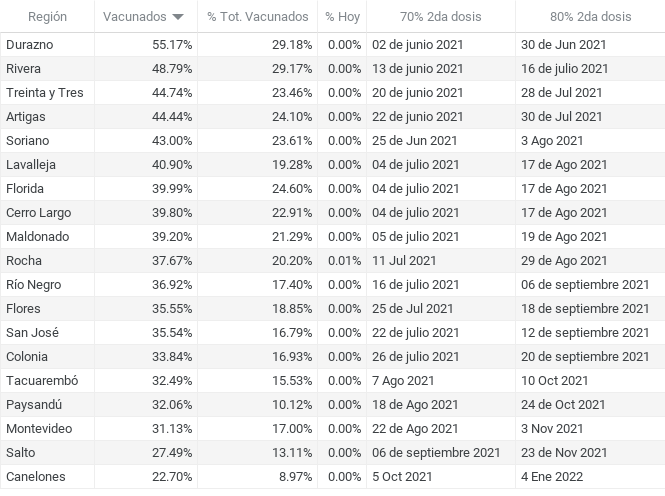 Región Vacunados % Tot. Vacunados % Hoy 70% 2da dosis 80% 2da dosis
Durazno 55.17% 29.18% 0.00% 02 de junio 2021 30 de Jun 2021
Rivera 48.79% 29.17% 0.00% 13 de junio 2021 16 de julio 2021
Treinta y Tres 44.74% 23.46% 0.00% 20 de junio 2021 28 de Jul 2021
Artigas 44.44% 24.10% 0.00% 22 de junio 2021 30 de Jul 2021
Soriano 43.00% 23.61% 0.00% 25 de Jun 2021 3 Ago 2021
Lavalleja 40.90% 19.28% 0.00% 04 de julio 2021 17 de Ago 2021
Florida 39.99% 24.60% 0.00% 04 de julio 2021 17 de Ago 2021
Cerro Largo 39.80% 22.91% 0.00% 04 de julio 2021 17 de Ago 2021
Maldonado 39.20% 21.29% 0.00% 05 de julio 2021 19 de Ago 2021
Rocha 37.67% 20.20% 0.01% 11 Jul 2021 29 de Ago 2021
Río Negro 36.92% 17.40% 0.00% 16 de julio 2021 06 de septiembre 2021
Flores 35.55% 18.85% 0.00% 25 de Jul 2021 18 de septiembre 2021
San José 35.54% 16.79% 0.00% 22 de julio 2021 12 de septiembre 2021
Colonia 33.84% 16.93% 0.00% 26 de julio 2021 20 de septiembre 2021
Tacuarembó 32.49% 15.53% 0.00% 7 Ago 2021 10 Oct 2021
Paysandú 32.06% 10.12% 0.00% 18 de Ago 2021 24 de Oct 2021
Montevideo 31.13% 17.00% 0.00% 22 de Ago 2021 3 Nov 2021
Salto 27.49% 13.11% 0.00% 06 de septiembre 2021 23 de Nov 2021
Canelones 22.70% 8.97% 0.00% 5 Oct 2021 4 Ene 2022